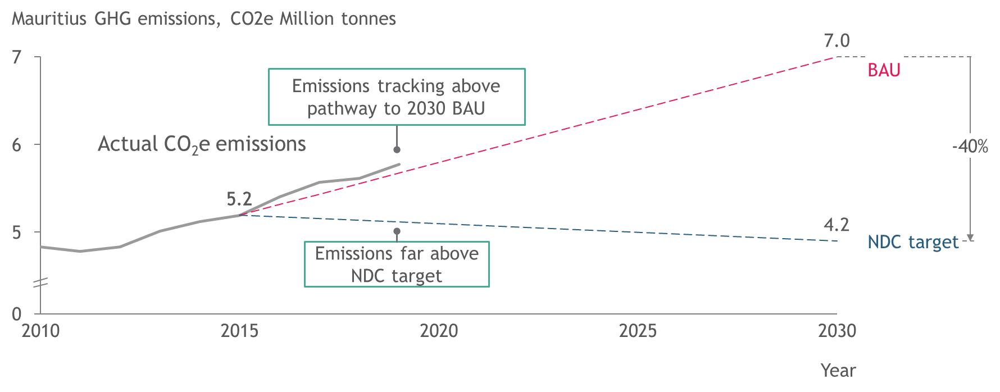 Mauritius GHG emissions, CO2e Million tonnes
7.0
7
BAU
Emissions tracking above
pathway to 2030 BAU
6
Actual CO₂e emissions
-40%
5.2
5
4.2
NDC target
Emissions far above
NDC target
0
2010 2015 2020 2025 2030
Year